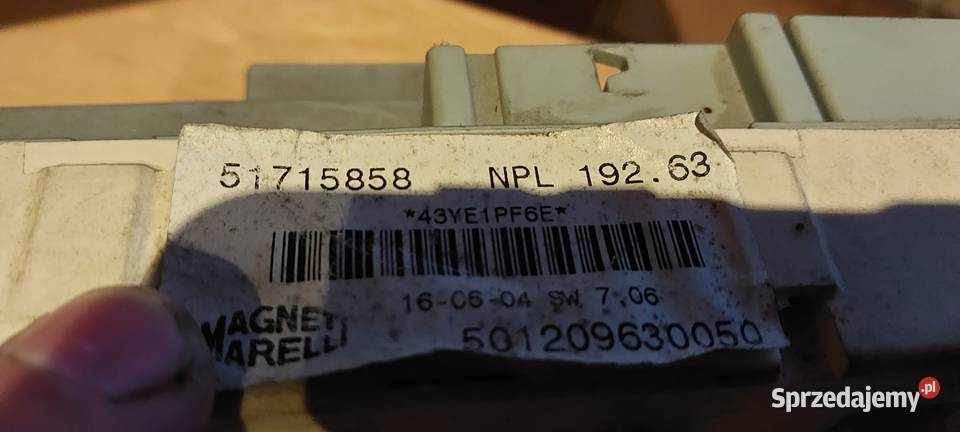 51715858 NPL 192.63
*43YE1PF6E*
16-06-04 SW 7.06
MAGNETI
MARELLI
501209630050
Sprzedajemy.pl